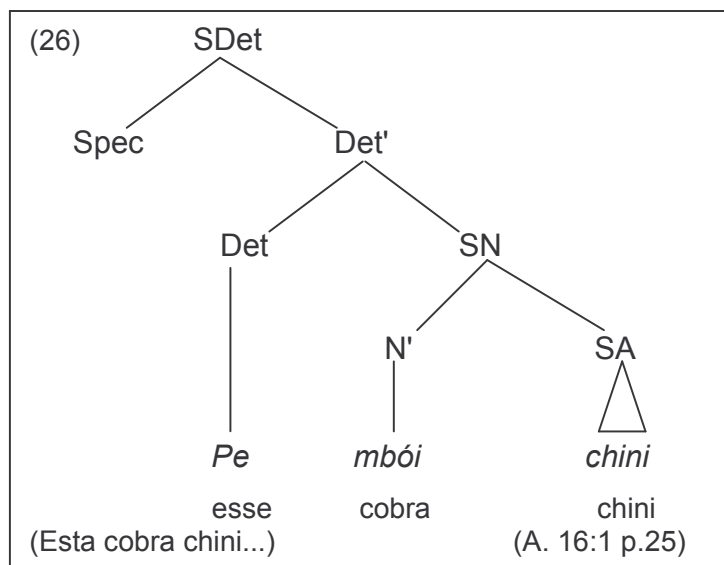 (26) SDet
Spec Det'
Det SN
N' SA
Pe mbói chini
esse cobra chini
(Esta cobra chini...) (A. 16:1 p.25)